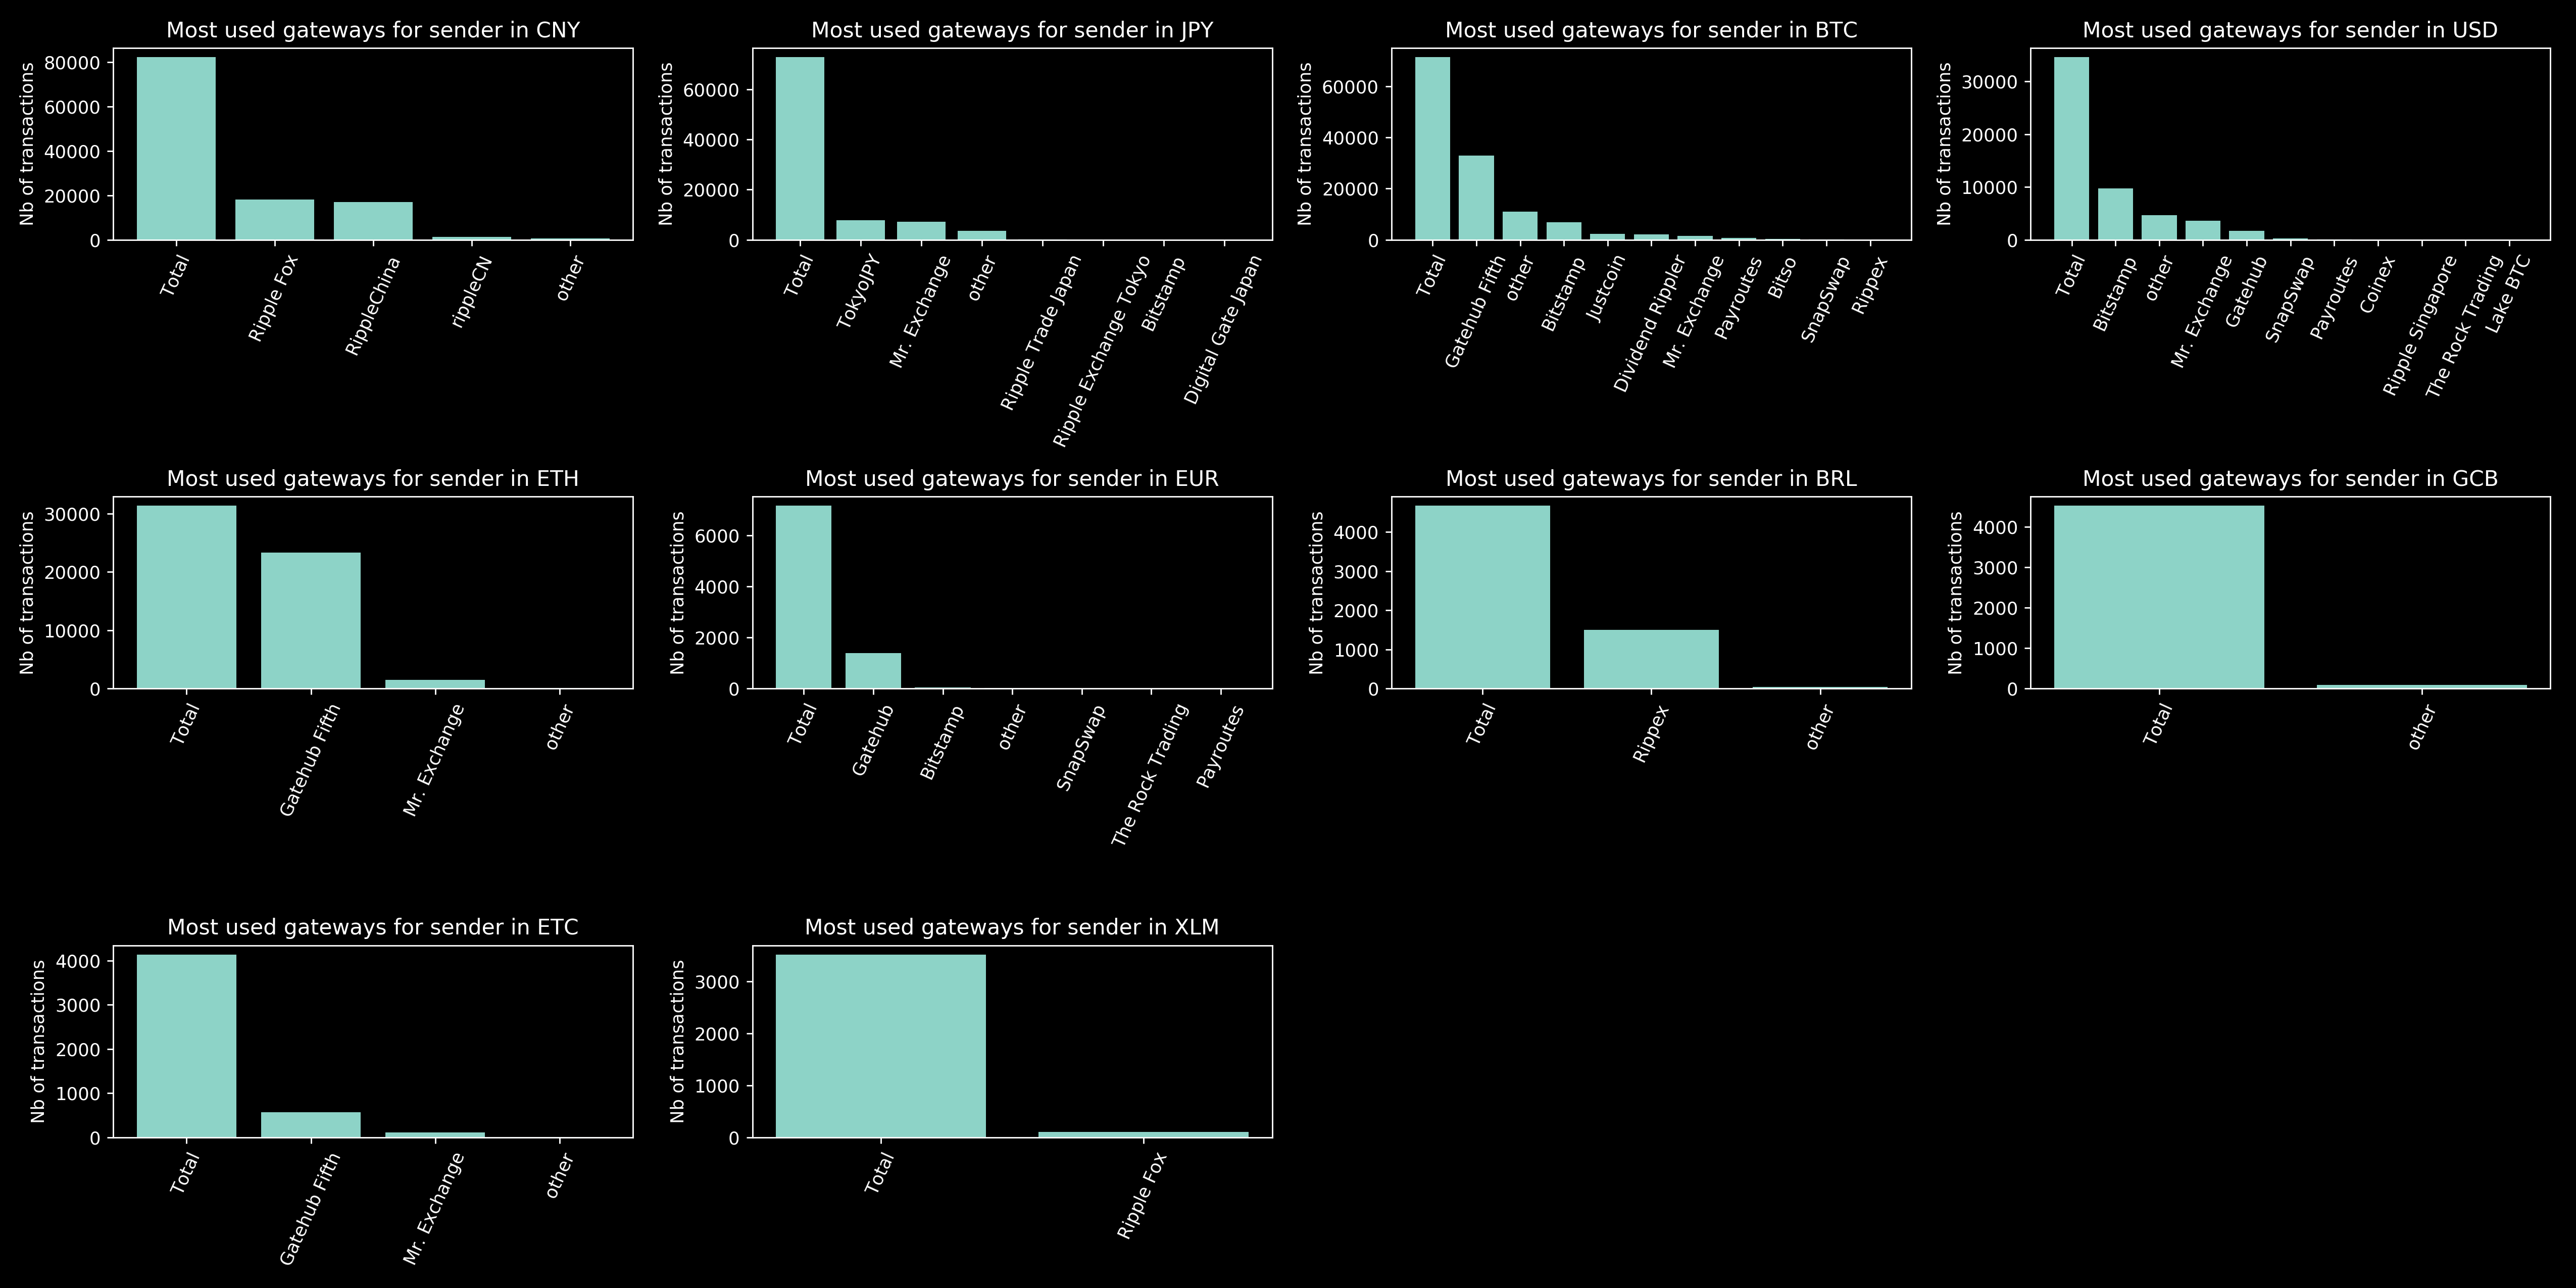 Most used gateways for sender in CNY
Nb of transactions
80000
60000
40000
20000
0
Total
Ripple Fox
RippleChina
rippleCN
other
Most used gateways for sender in JPY
Nb of transactions
60000
40000
20000
0
Total
TokyoJPY
Mr. Exchange
other
Ripple Trade Japan
Ripple Exchange Tokyo
Bitstamp
Digital Gate Japan
Most used gateways for sender in BTC
Nb of transactions
60000
40000
20000
0
Total
Gatehub Fifth
other
Bitstamp
Justcoin
Dividend Rippler
Mr. Exchange
Payroutes
Bitso
SnapSwap
Rippex
Most used gateways for sender in USD
Nb of transactions
30000
20000
10000
0
Total
Bitstamp
other
Mr. Exchange
Gatehub
SnapSwap
Payroutes
Coinex
Ripple Singapore
The Rock Trading
Lake BTC
Most used gateways for sender in ETH
Nb of transactions
30000
20000
10000
0
Total
Gatehub Fifth
Mr. Exchange
other
Most used gateways for sender in EUR
Nb of transactions
6000
4000
2000
0
Total
Gatehub
Bitstamp
other
SnapSwap
The Rock Trading
Payroutes
Most used gateways for sender in BRL
Nb of transactions
4000
3000
2000
1000
0
Total
Rippex
other
Most used gateways for sender in GCB
Nb of transactions
4000
3000
2000
1000
0
Total
other
Most used gateways for sender in ETC
Nb of transactions
4000
3000
2000
1000
0
Total
Gatehub Fifth
Mr. Exchange
other
Most used gateways for sender in XLM
Nb of transactions
3000
2000
1000
0
Total
Ripple Fox